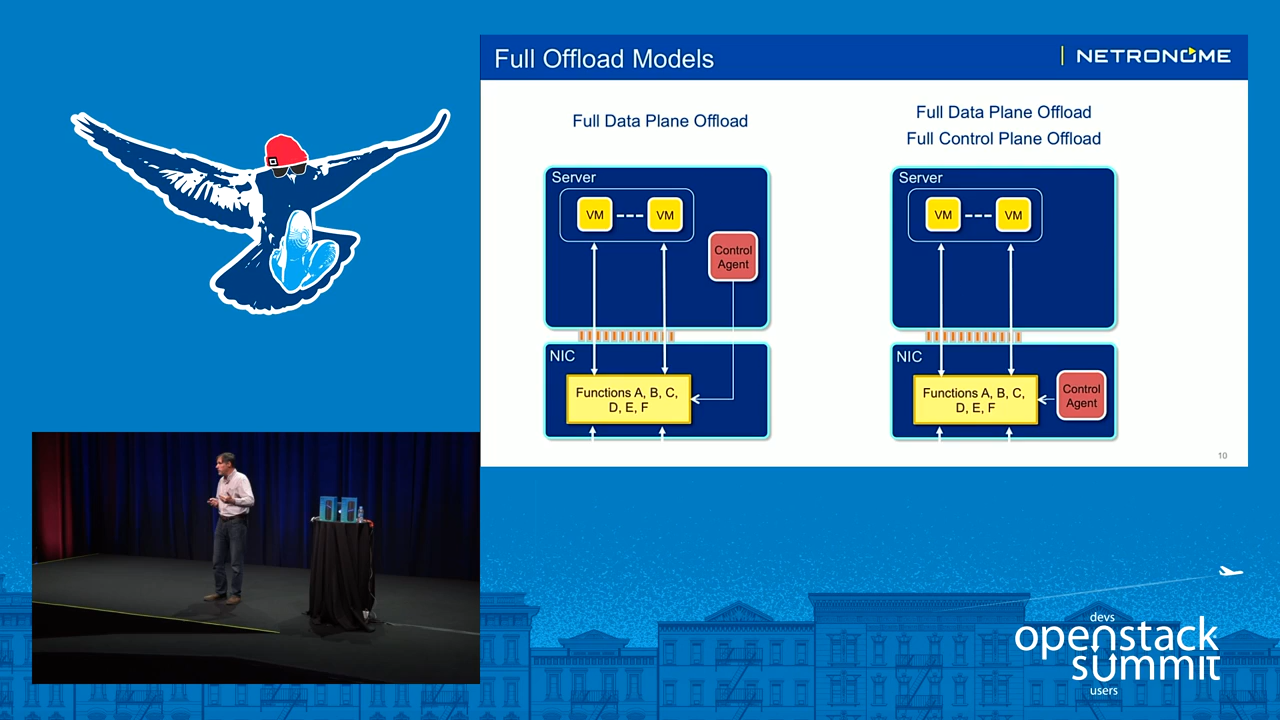 Full Offload Models
NETRONOME
Full Data Plane Offload
Server
VM
VM
Control
Agent
NIC
Functions A, B, C,
D, E, F
Full Data Plane Offload
Full Control Plane Offload
Server
VM
VM
NIC
Functions A, B, C,
D, E, F
Control
Agent
10
devs
openstack
summit
users